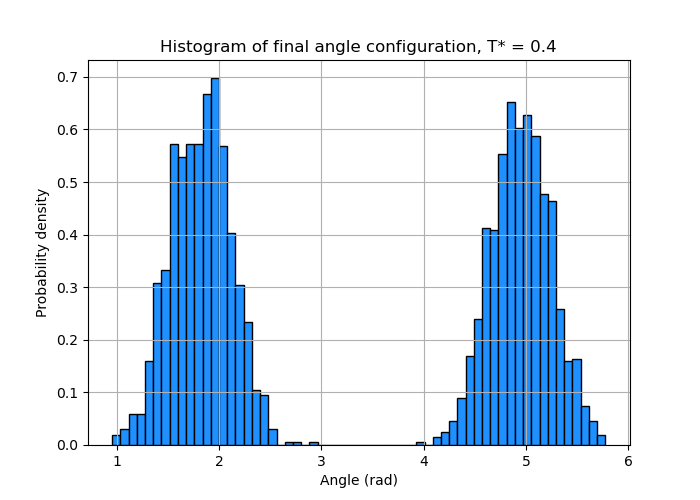 Histogram of final angle configuration, T* = 0.4
Probability density
0.7
0.6
0.5
0.4
0.3
0.2
0.1
0.0
1 2 3 4 5 6
Angle (rad)